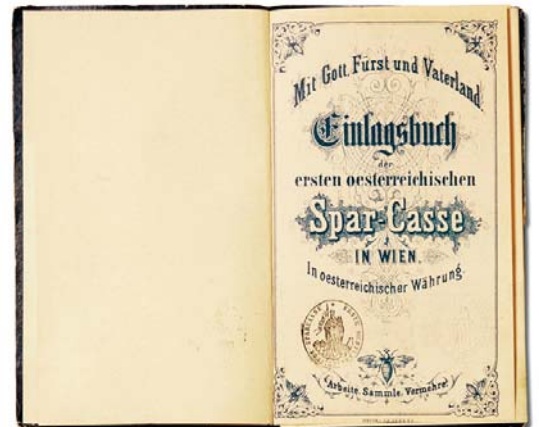 Mit Gott, Fürst und Vaterland.
Einlagsbuch
der
ersten oesterreichischen
Spar-Casse
IN WIEN.
In oesterreichischer Währung.
Arbeite. Sammle. Vermehre!